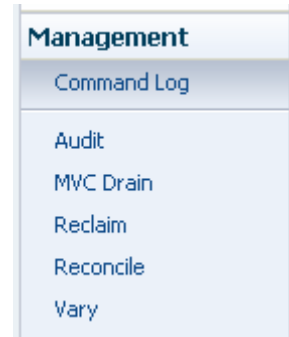 Management
Command Log
Audit
MVC Drain
Reclaim
Reconcile
Vary